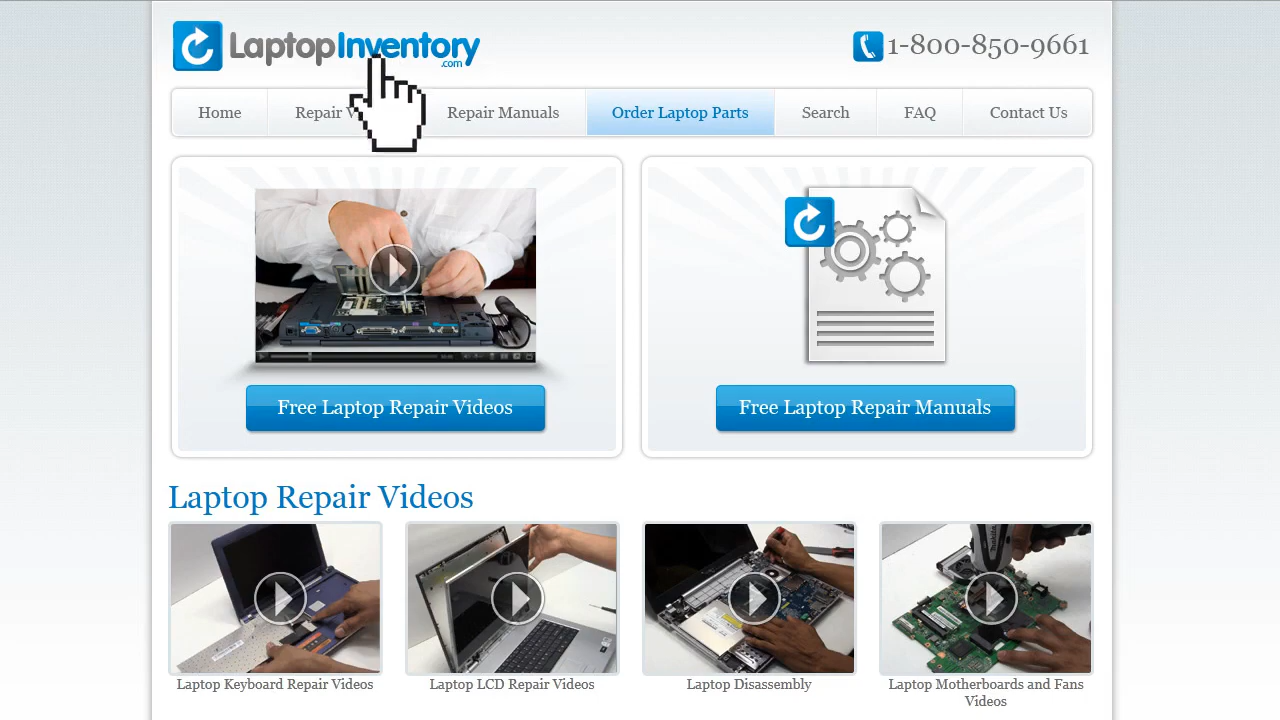 LaptopInventory
.com
1-800-850-9661
Home
Repair V
Repair Manuals
Order Laptop Parts
Search
FAQ
Contact Us
Free Laptop Repair Videos
Free Laptop Repair Manuals
Laptop Repair Videos
Laptop Keyboard Repair Videos
Laptop LCD Repair Videos
Laptop Disassembly
Laptop Motherboards and Fans
Videos